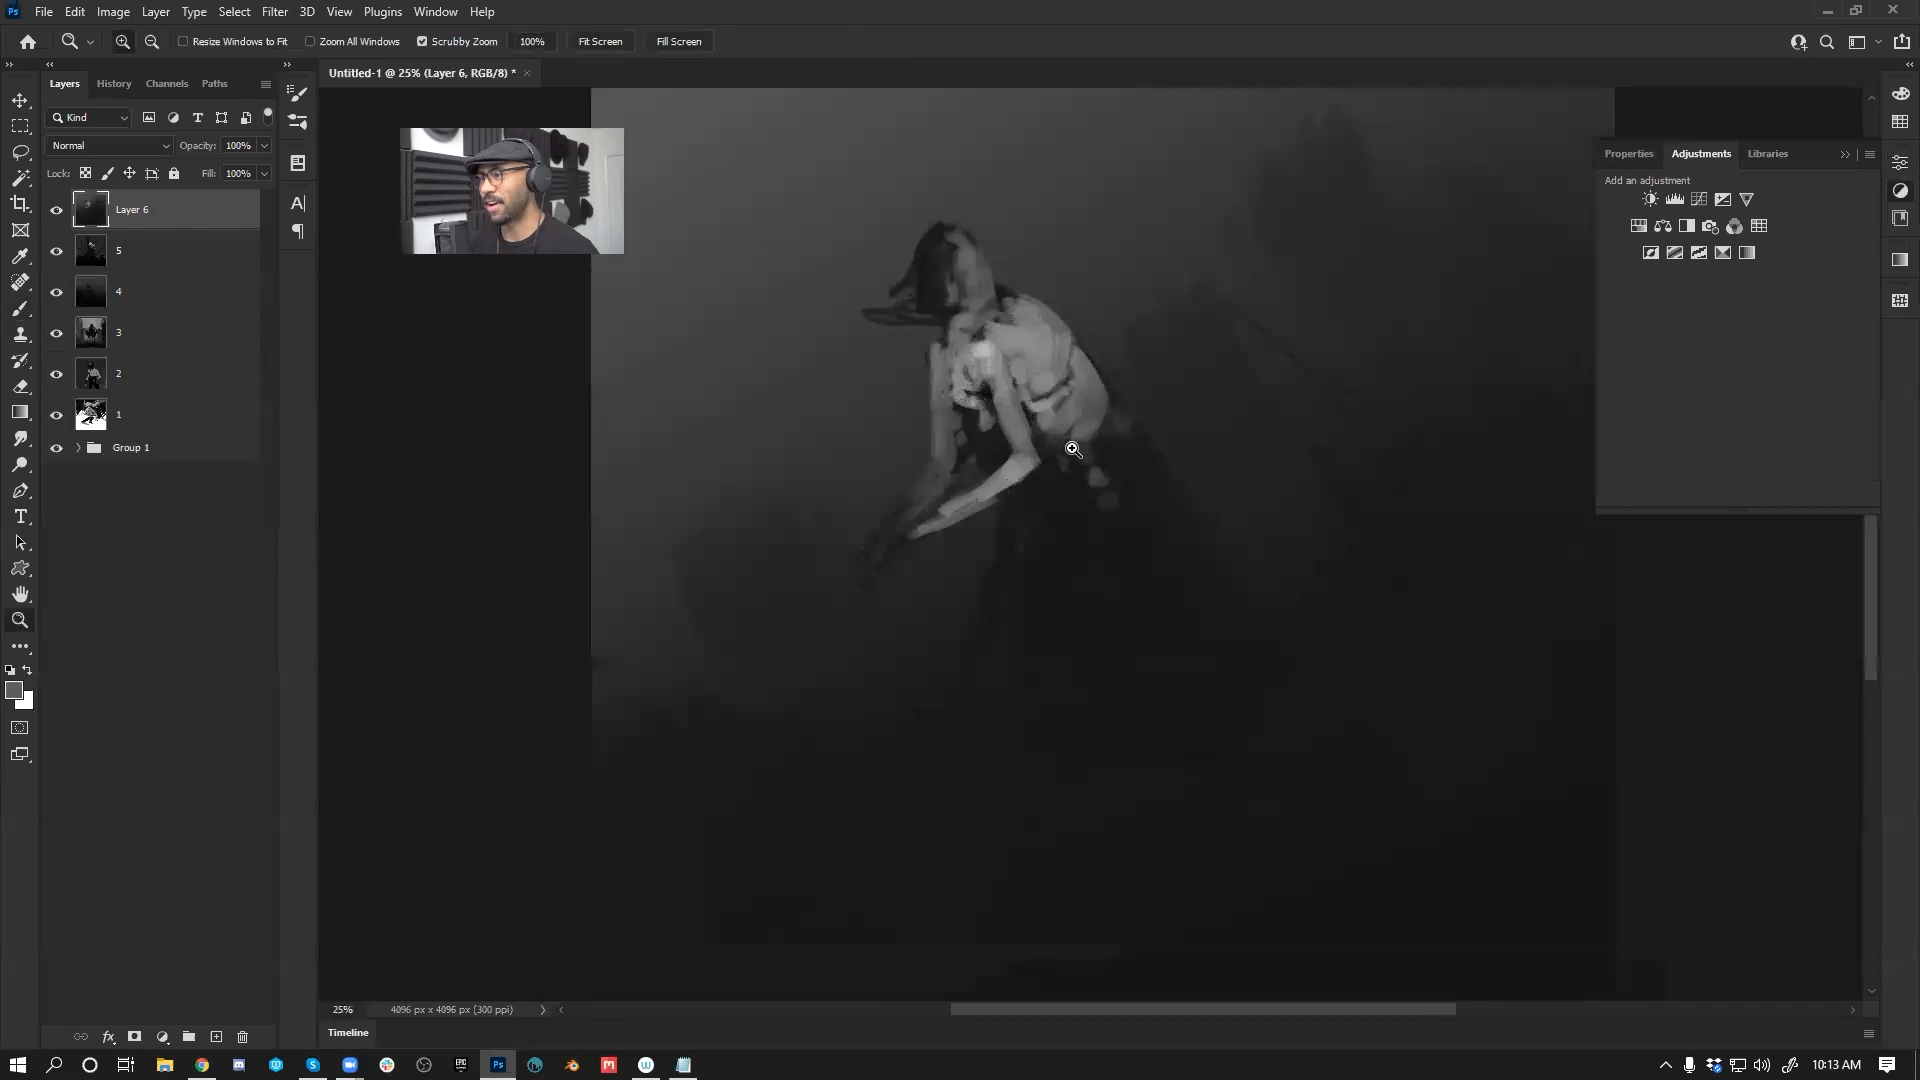 Ps File Edit Image Layer Type Select Filter 3D View Plugins Window Help
Resize Windows to Fit Zoom All Windows Scrubby Zoom 100% Fit Screen Fill Screen
Layers History Channels Paths
Untitled-1 @ 25% (Layer 6, RGB/8) *
Kind
Normal Opacity: 100%
Lock: Fill: 100%
Layer 6
5
4
3
2
1
Group 1
Properties Adjustments Libraries
Add an adjustment
25% 4096 px x 4096 px (300 ppi)
Timeline
EPIC Ps 10:13 AM